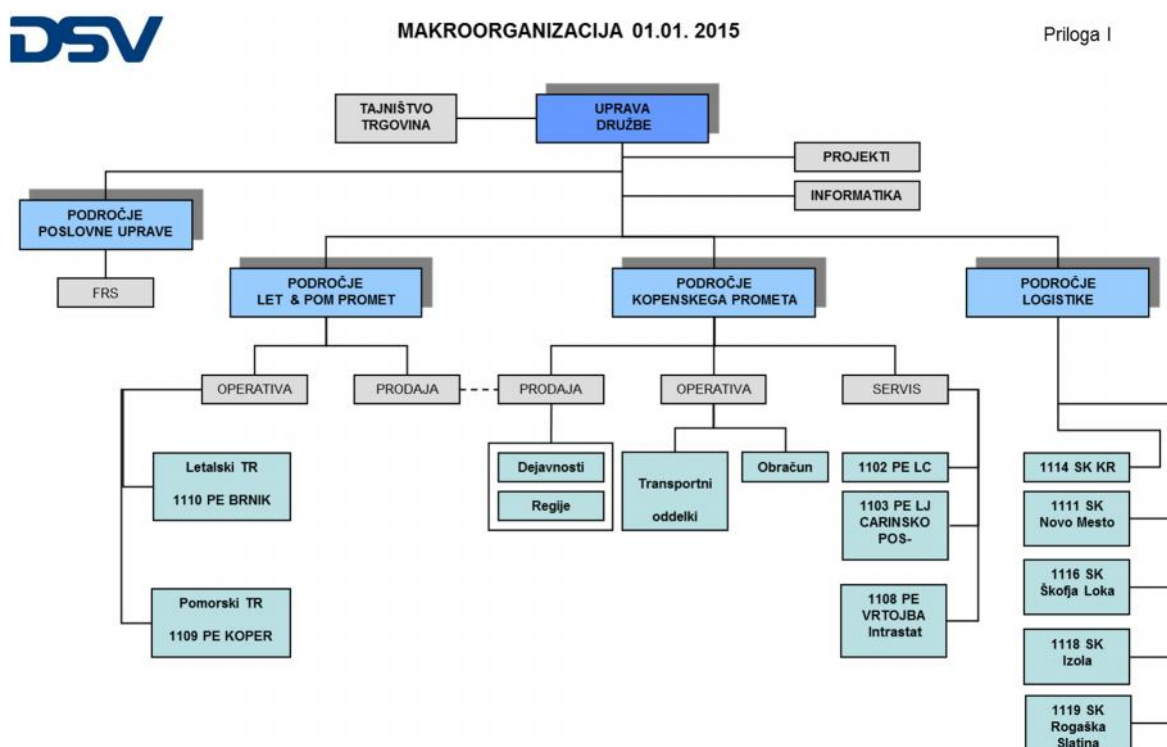 DSV
MAKROORGANIZACIJA 01.01. 2015
Priloga I
TAJNIŠTVO
TRGOVINA
UPRAVA
DRUŽBE
PROJEKTI
INFORMATIKA
PODROČJE
POSLOVNE UPRAVE
FRS
PODROČJE
LET & POM PROMET
PODROČJE
KOPENSKEGA PROMETA
PODROČJE
LOGISTIKE
OPERATIVA
PRODAJA
PRODAJA
OPERATIVA
SERVIS
Letalski TR
1110 PE BRNIK
Pomorski TR
1109 PE KOPER
Dejavnosti
Regije
Transportni
oddelki
Obračun
1102 PE LC
1103 PE LJ
CARINSKO
POS-
1108 PE
VRTOJBA
Intrastat
1114 SK KR
1111 SK
Novo Mesto
1116 SK
Škofja Loka
1118 SK
Izola
1119 SK
Rogaška
Slatina